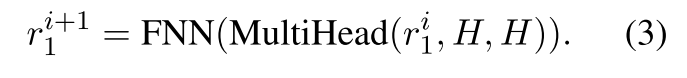 r_1^{i+1} = FNN(MultiHead(r_1^i, H, H)). (3)